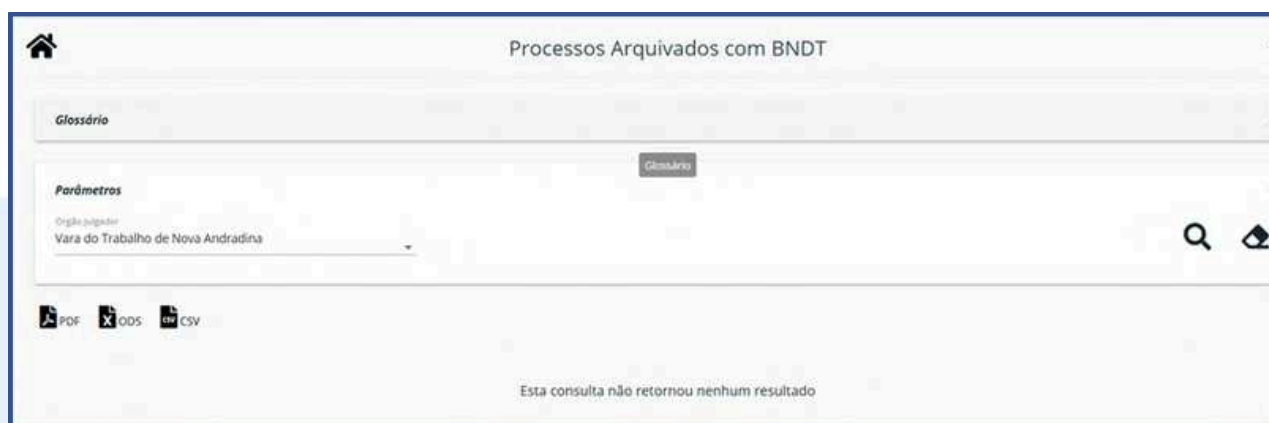 Processos Arquivados com BNDT
Glossário
Glossário
Parâmetros
Órgão julgador
Vara do Trabalho de Nova Andradina
PDF X ODS CSV CSV
Esta consulta não retornou nenhum resultado